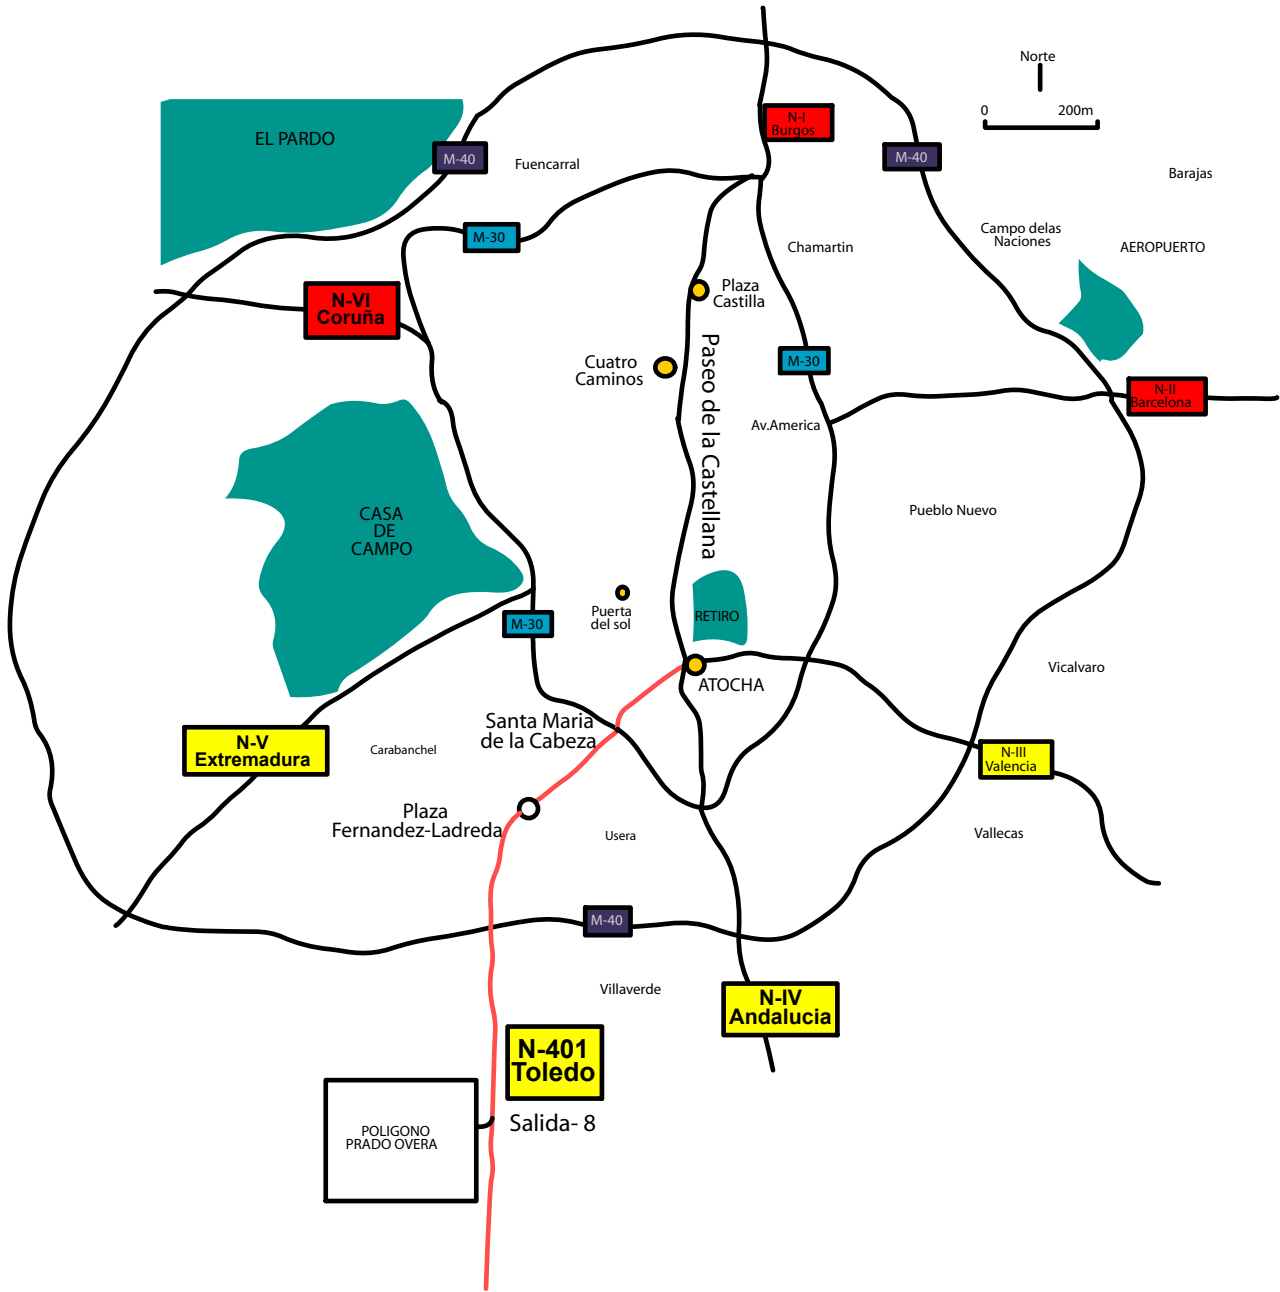 Norte
0 200m
N-I
Burgos
EL PARDO
M-40
Fuencarral
M-40
Barajas
M-30
Campo delas
Naciones
AEROPUERTO
Chamartin
N-VI
Coruña
Plaza
Castilla
Cuatro
Caminos
Paseo de la Castellana
M-30
N-II
Barcelona
Av.America
CASA
DE
CAMPO
Pueblo Nuevo
Puerta
del sol
RETIRO
M-30
Vicalvaro
ATOCHA
Santa Maria
de la Cabeza
N-V
Extremadura
Carabanchel
N-III
Valencia
Plaza
Fernandez-Ladreda
Usera
Vallecas
M-40
Villaverde
N-IV
Andalucia
N-401
Toledo
Salida- 8
POLIGONO
PRADO OVERA